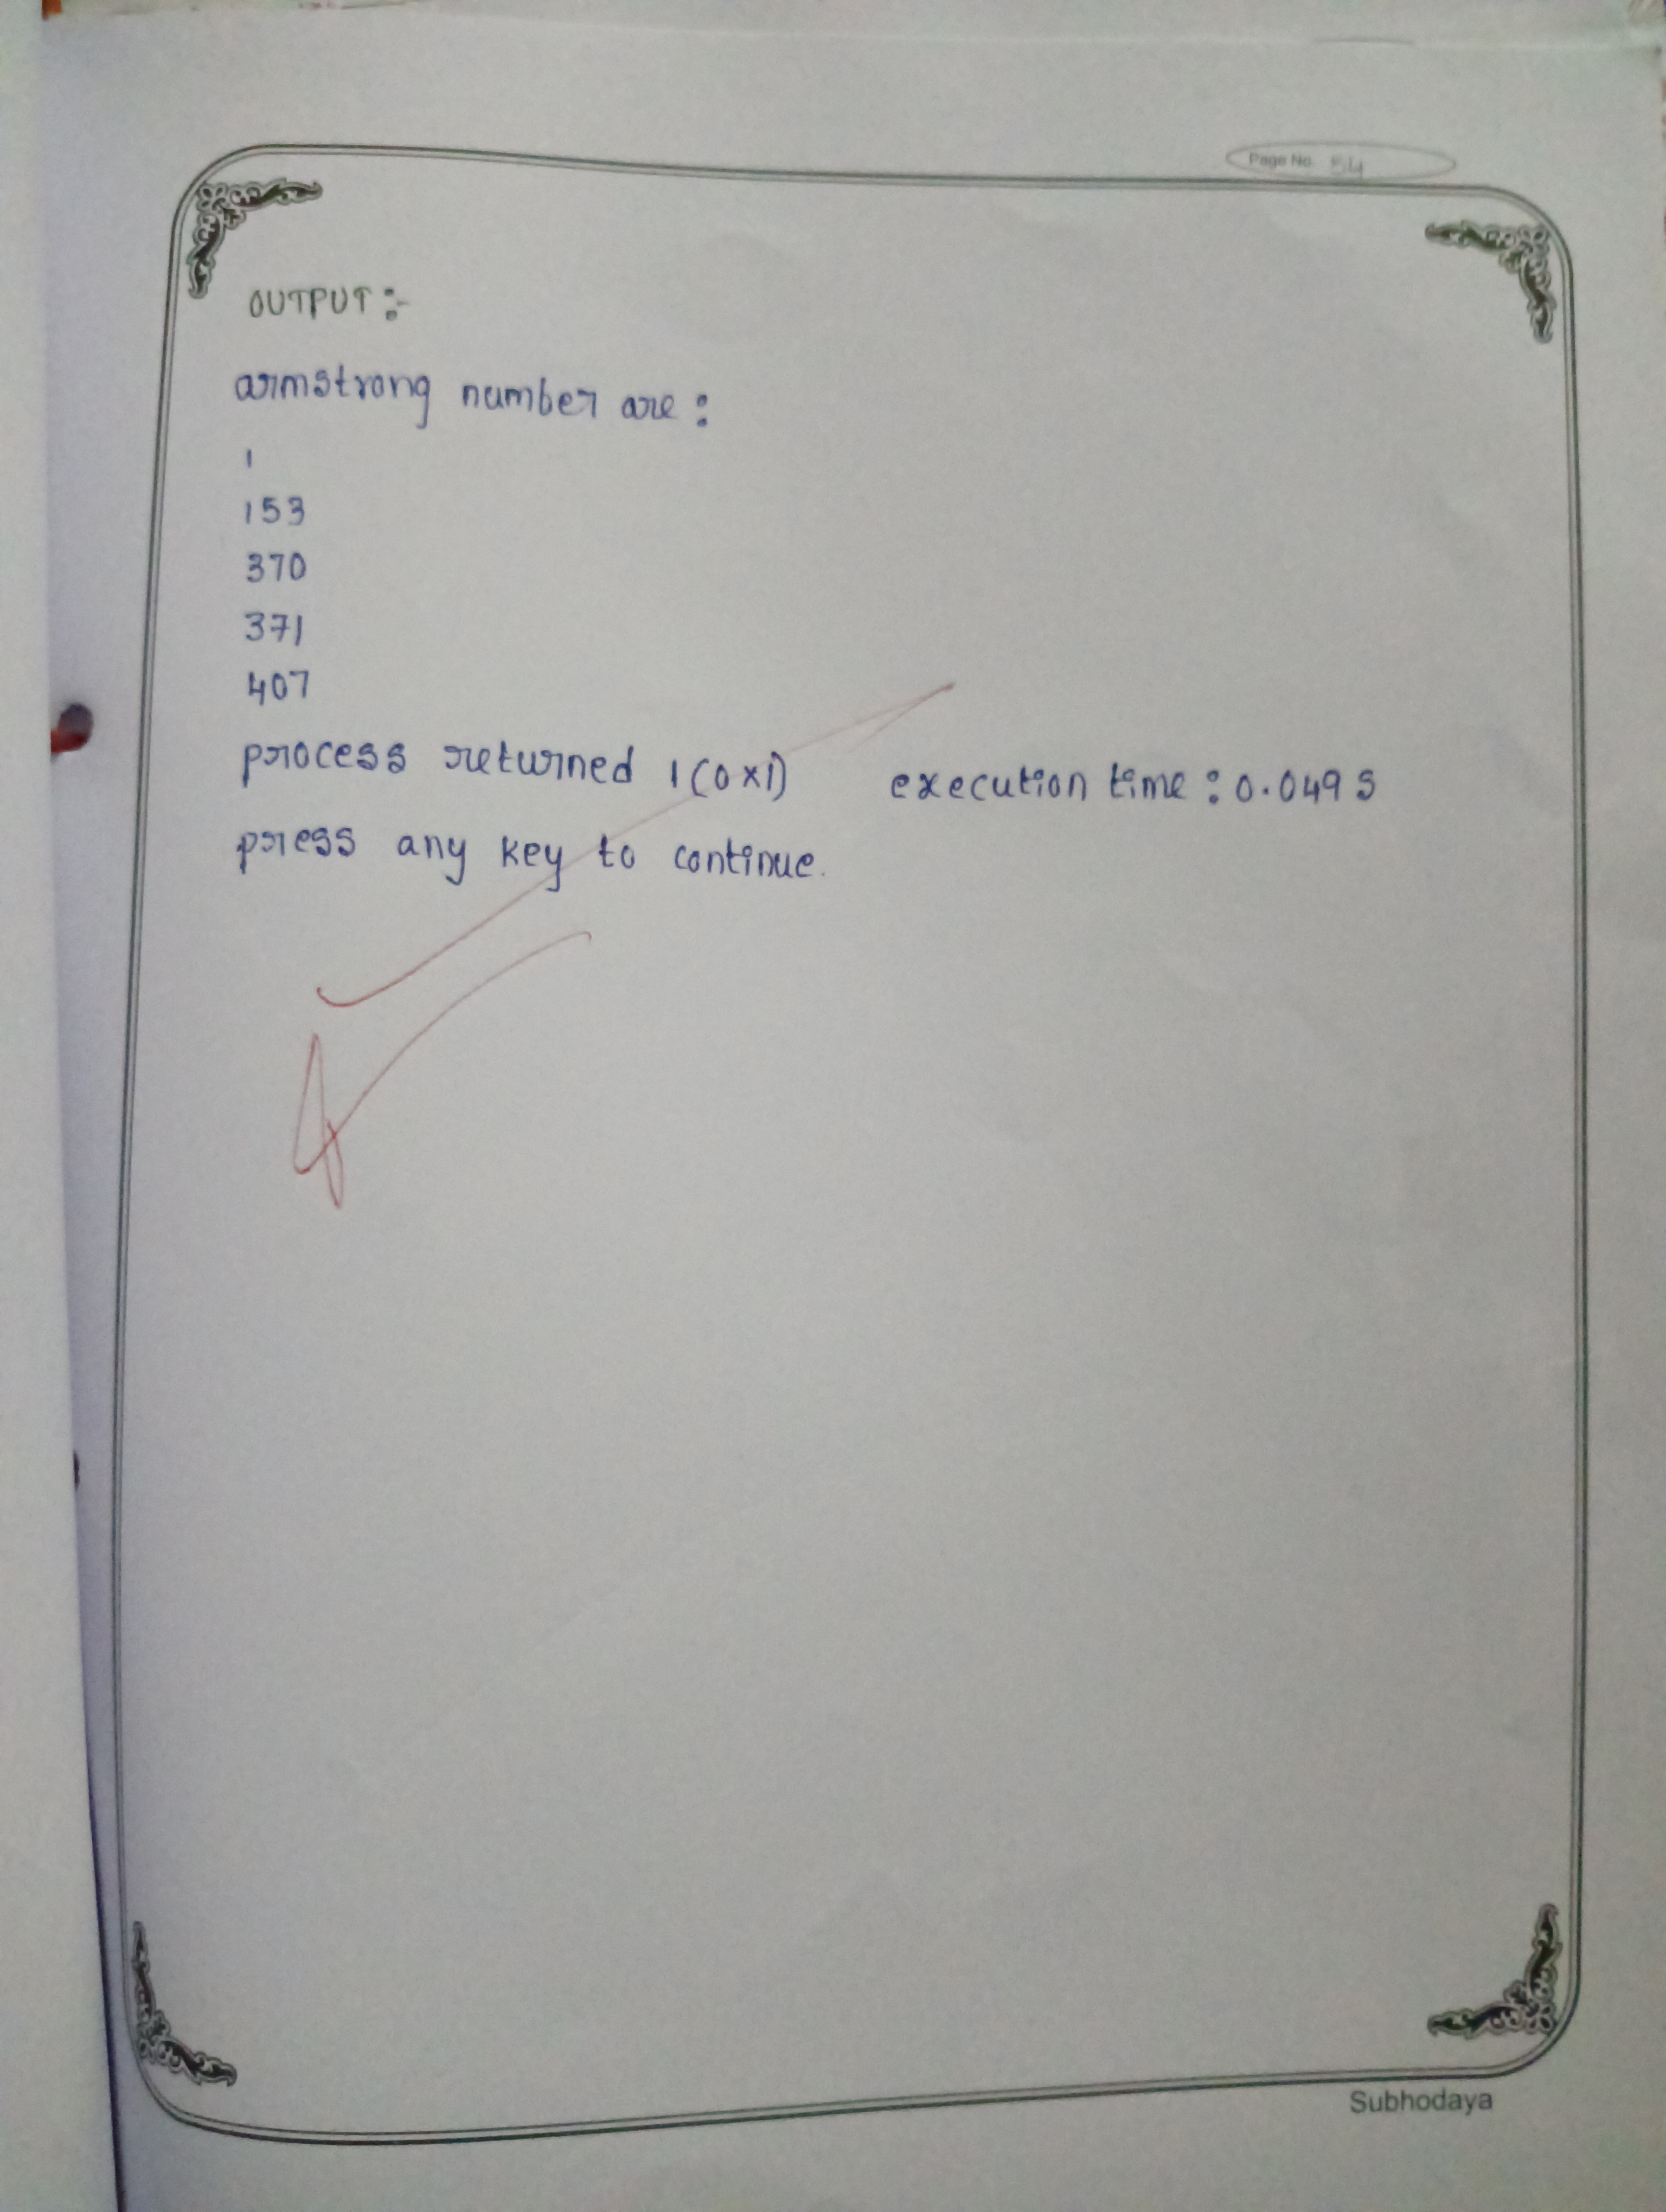 Page No. 54
OUTPUT :-
armstrong number are :
1
153
370
371
407
process returned 1 (0x1) execution time : 0.049 s
press any key to continue.
Subhodaya